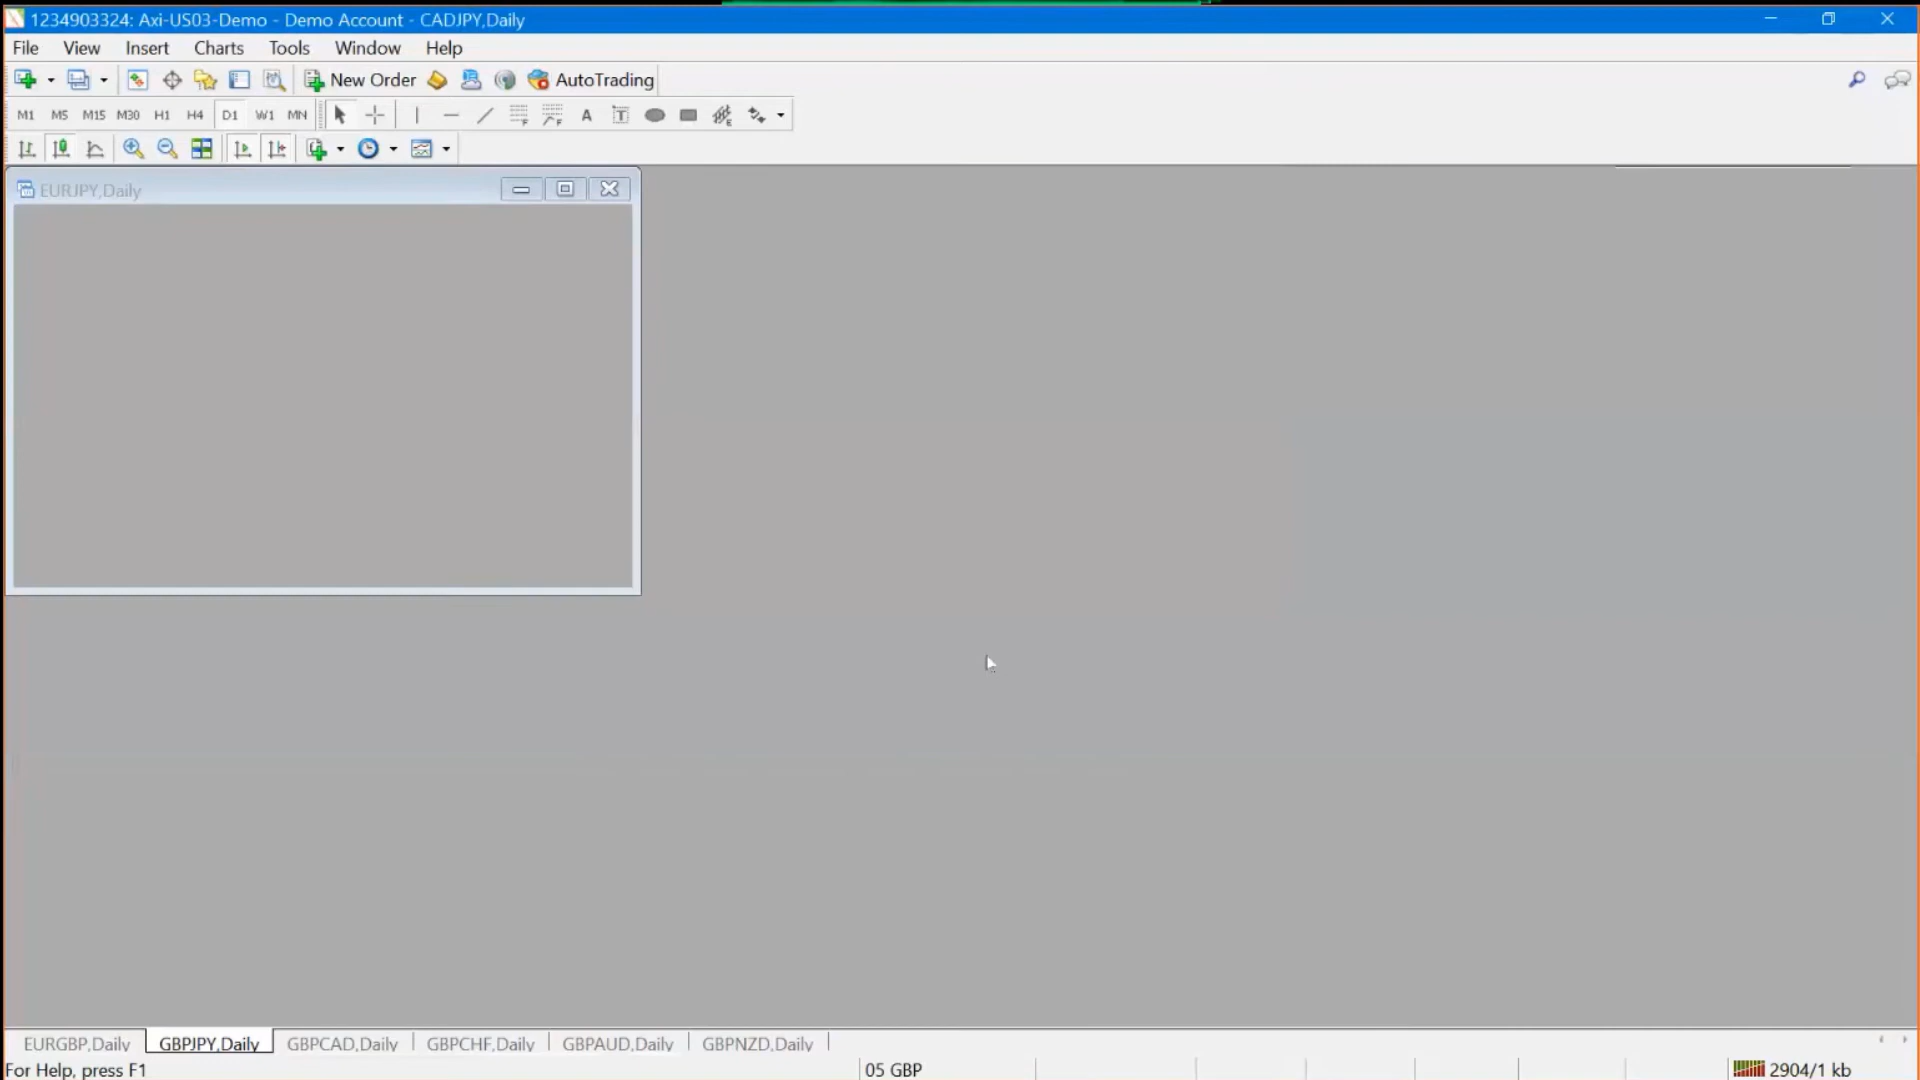 1234903324: Axi-US03-Demo - Demo Account - CADJPY,Daily
File View Insert Charts Tools Window Help
New Order AutoTrading
M1 M5 M15 M30 H1 H4 D1 W1 MN A T F F E
EURJPY,Daily
EURGBP,Daily GBPJPY,Daily GBPCAD,Daily GBPCHF,Daily GBPAUD,Daily GBPNZD,Daily
For Help, press F1 05 GBP 2904/1 kb